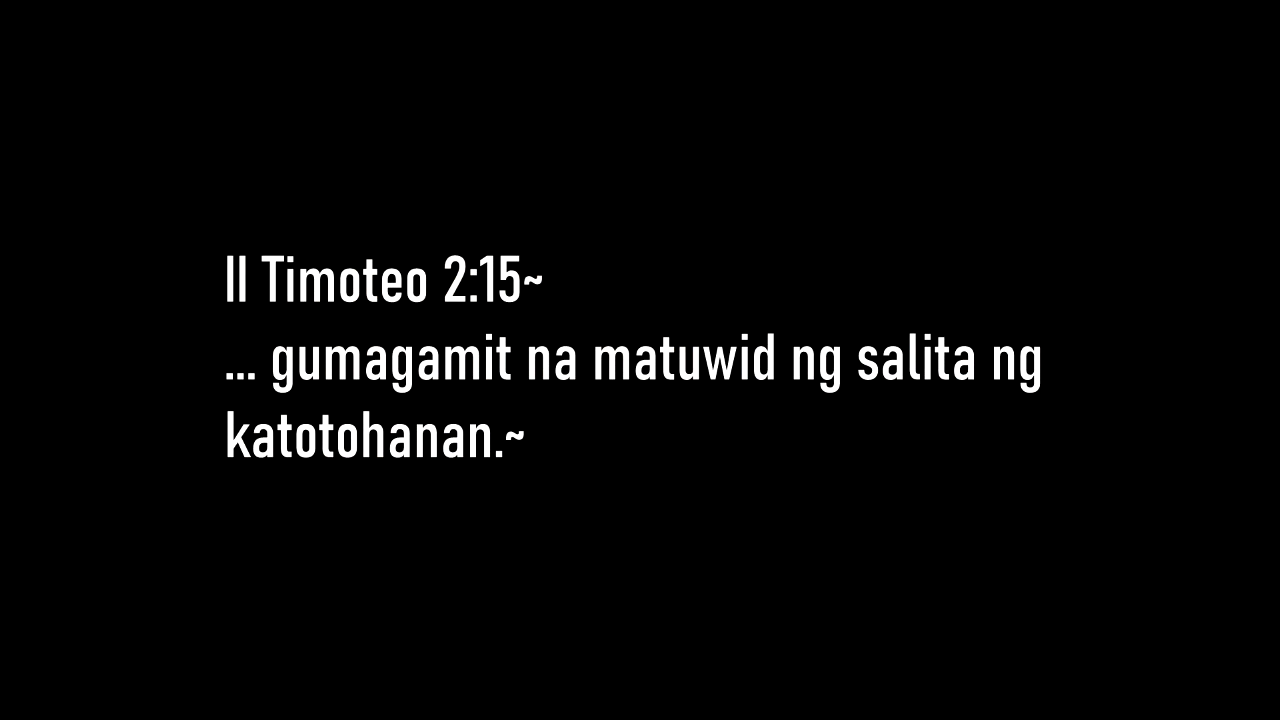 II Timoteo 2:15~
... gumagamit na matuwid ng salita ng
katotohanan.~